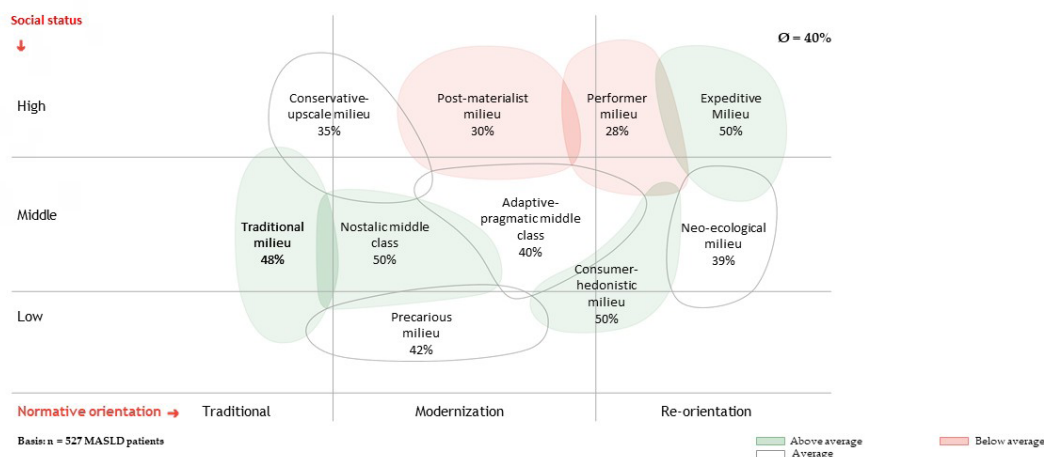 Social status
↓
Ø = 40%
High
Conservative-
upscale milieu
35%
Post-materialist
milieu
30%
Performer
milieu
28%
Expeditive
Milieu
50%
Middle
Traditional
milieu
48%
Nostalic middle
class
50%
Adaptive-
pragmatic middle
class
40%
Neo-ecological
milieu
39%
Consumer-
hedonistic
milieu
50%
Low
Precarious
milieu
42%
Normative orientation →
Traditional
Modernization
Re-orientation
Basis: n = 527 MASLD patients
Above average
Below average
Average